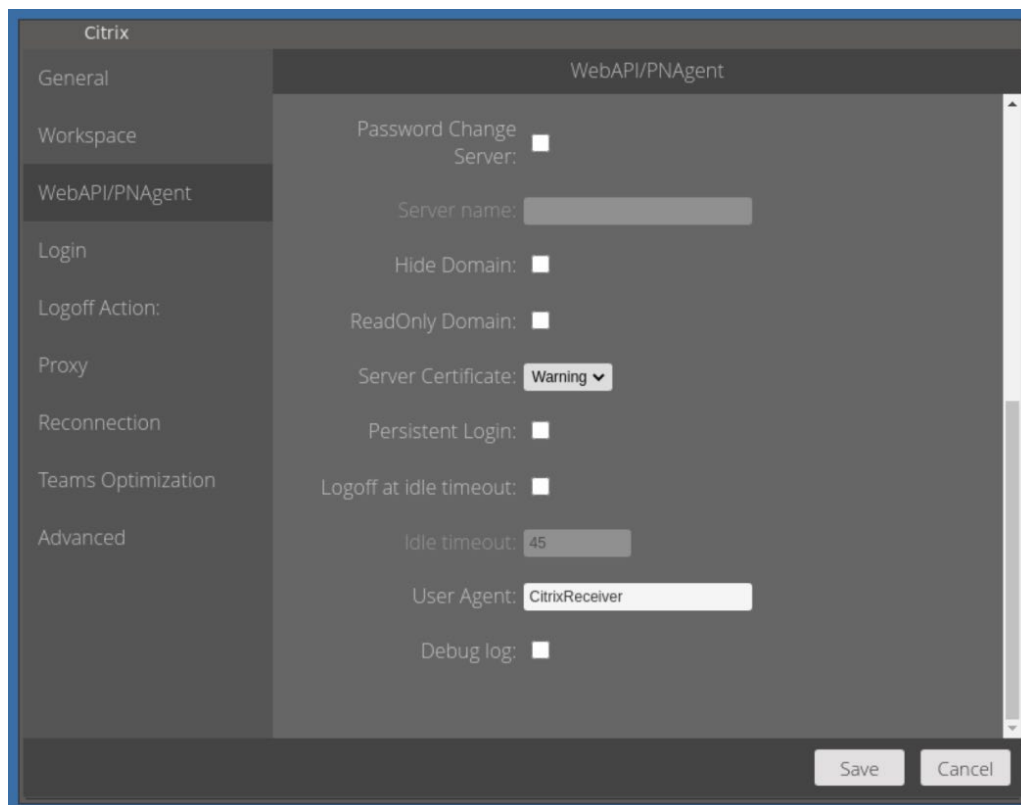 Citrix
General
Workspace
WebAPI/PNAgent
Login
Logoff Action:
Proxy
Reconnection
Teams Optimization
Advanced
WebAPI/PNAgent
Password Change
Server:
Server name:
Hide Domain:
ReadOnly Domain:
Server Certificate: Warning
Persistent Login:
Logoff at idle timeout:
Idle timeout: 45
User Agent: CitrixReceiver
Debug log:
Save Cancel